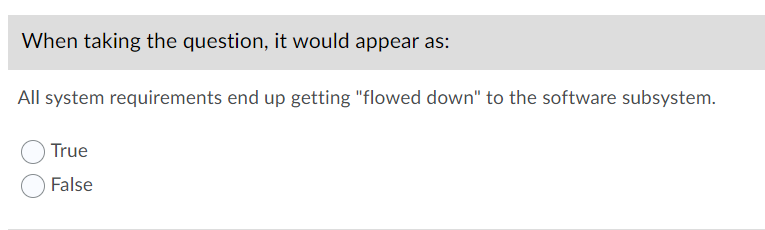 When taking the question, it would appear as:
All system requirements end up getting "flowed down" to the software subsystem.
True
False